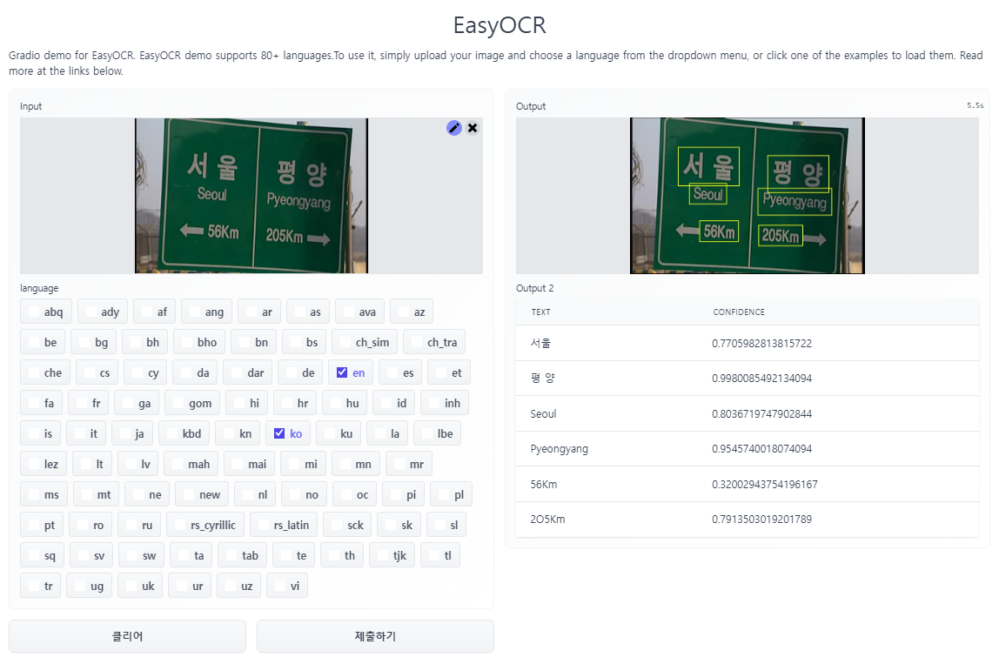 EasyOCR
Gradio demo for EasyOCR. EasyOCR demo supports 80+ languages.To use it, simply upload your image and choose a language from the dropdown menu, or click one of the examples to load them. Read
more at the links below.
Input
서울 평양
Seoul Pyeongyang
56Km 205Km
language
abq ady af ang ar as ava az
be bg bh bho bn bs ch_sim ch_tra
che cs cy da dar de en es et
fa fr ga gom hi hr hu id inh
is it ja kbd kn ko ku la lbe
lez lt lv mah mai mi mn mr
ms mt ne new nl no oc pi pl
pt ro ru rs_cyrillic rs_latin sck sk sl
sq sv sw ta tab te th tjk tl
tr ug uk ur uz vi
클리어 제출하기
Output 5.5s
서울 평양
Seoul Pyeongyang
56Km 205Km
Output 2
TEXT CONFIDENCE
서울 0.7705982813815722
평 양 0.9980085492134094
Seoul 0.8036719747902844
Pyeongyang 0.9545740018074094
56Km 0.32002943754196167
2O5Km 0.7913503019201789